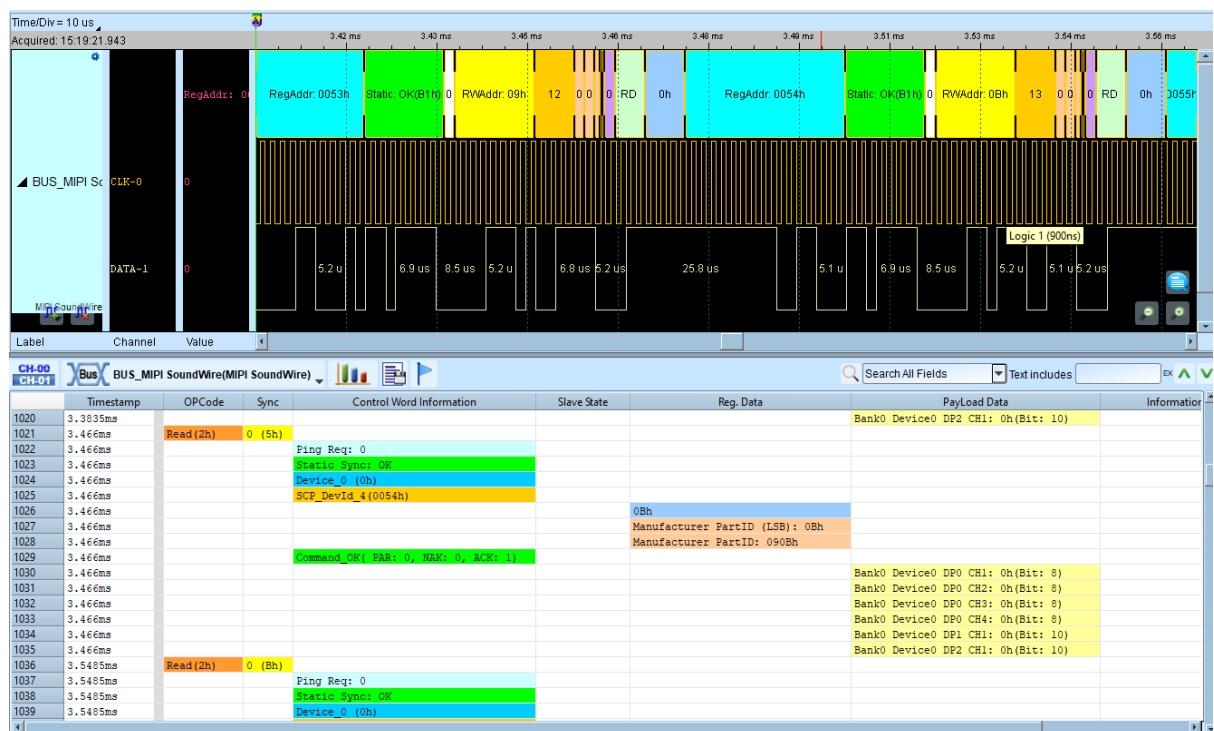 Time/Div = 10 us
Acquired: 15:19:21.943
3.42 ms 3.43 ms 3.45 ms 3.46 ms 3.48 ms 3.49 ms 3.51 ms 3.53 ms 3.54 ms 3.56 ms
RegAddr: 0053h Static: OK(B1h) 0 RWAddr: 09h 12 0 0 0 RD 0h RegAddr: 0054h Static: OK(B1h) 0 RWAddr: 0Bh 13 0 0 0 RD 0h
BUS_MIPI CLK-0 0
Logic 1 (900ns)
DATA-1 0 5.2 u 6.9 us 8.5 us 5.2 u 6.8 us 5.2 us 25.8 us 5.1 u 6.9 us 8.5 us 5.2 u 5.1 u 5.2 us
Label Channel Value
CH-00
CH-01
Bus BUS_MIPI SoundWire(MIPI SoundWire) Search All Fields Text includes EX
Timestamp OPCode Sync Control Word Information Slave State Reg. Data PayLoad Data Information
1020 3.3835ms Bank0 Device0 DP2 CH1: 0h(Bit: 10)
1021 3.466ms Read(2h) 0 (5h)
1022 3.466ms Ping Req: 0
1023 3.466ms Static Sync: OK
1024 3.466ms Device_0 (0h)
1025 3.466ms SCP_DevId_4(0054h)
1026 3.466ms 0Bh
1027 3.466ms Manufacturer PartID (LSB): 0Bh
1028 3.466ms Manufacturer PartID: 090Bh
1029 3.466ms Command_OK( PAR: 0, NAK: 0, ACK: 1)
1030 3.466ms Bank0 Device0 DP0 CH1: 0h(Bit: 8)
1031 3.466ms Bank0 Device0 DP0 CH2: 0h(Bit: 8)
1032 3.466ms Bank0 Device0 DP0 CH3: 0h(Bit: 8)
1033 3.466ms Bank0 Device0 DP0 CH4: 0h(Bit: 8)
1034 3.466ms Bank0 Device0 DP1 CH1: 0h(Bit: 10)
1035 3.466ms Bank0 Device0 DP2 CH1: 0h(Bit: 10)
1036 3.5485ms Read(2h) 0 (Bh)
1037 3.5485ms Ping Req: 0
1038 3.5485ms Static Sync: OK
1039 3.5485ms Device_0 (0h)